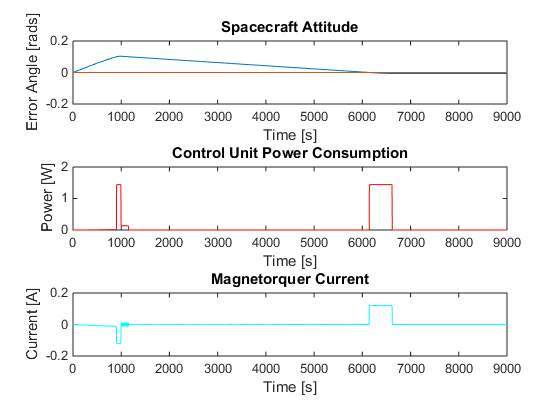 Spacecraft Attitude
Error Angle [rads]
0.2
0
-0.2
0 1000 2000 3000 4000 5000 6000 7000 8000 9000
Time [s]
Control Unit Power Consumption
Power [W]
2
1
0
0 1000 2000 3000 4000 5000 6000 7000 8000 9000
Time [s]
Magnetorquer Current
Current [A]
0.2
0
-0.2
0 1000 2000 3000 4000 5000 6000 7000 8000 9000
Time [s]